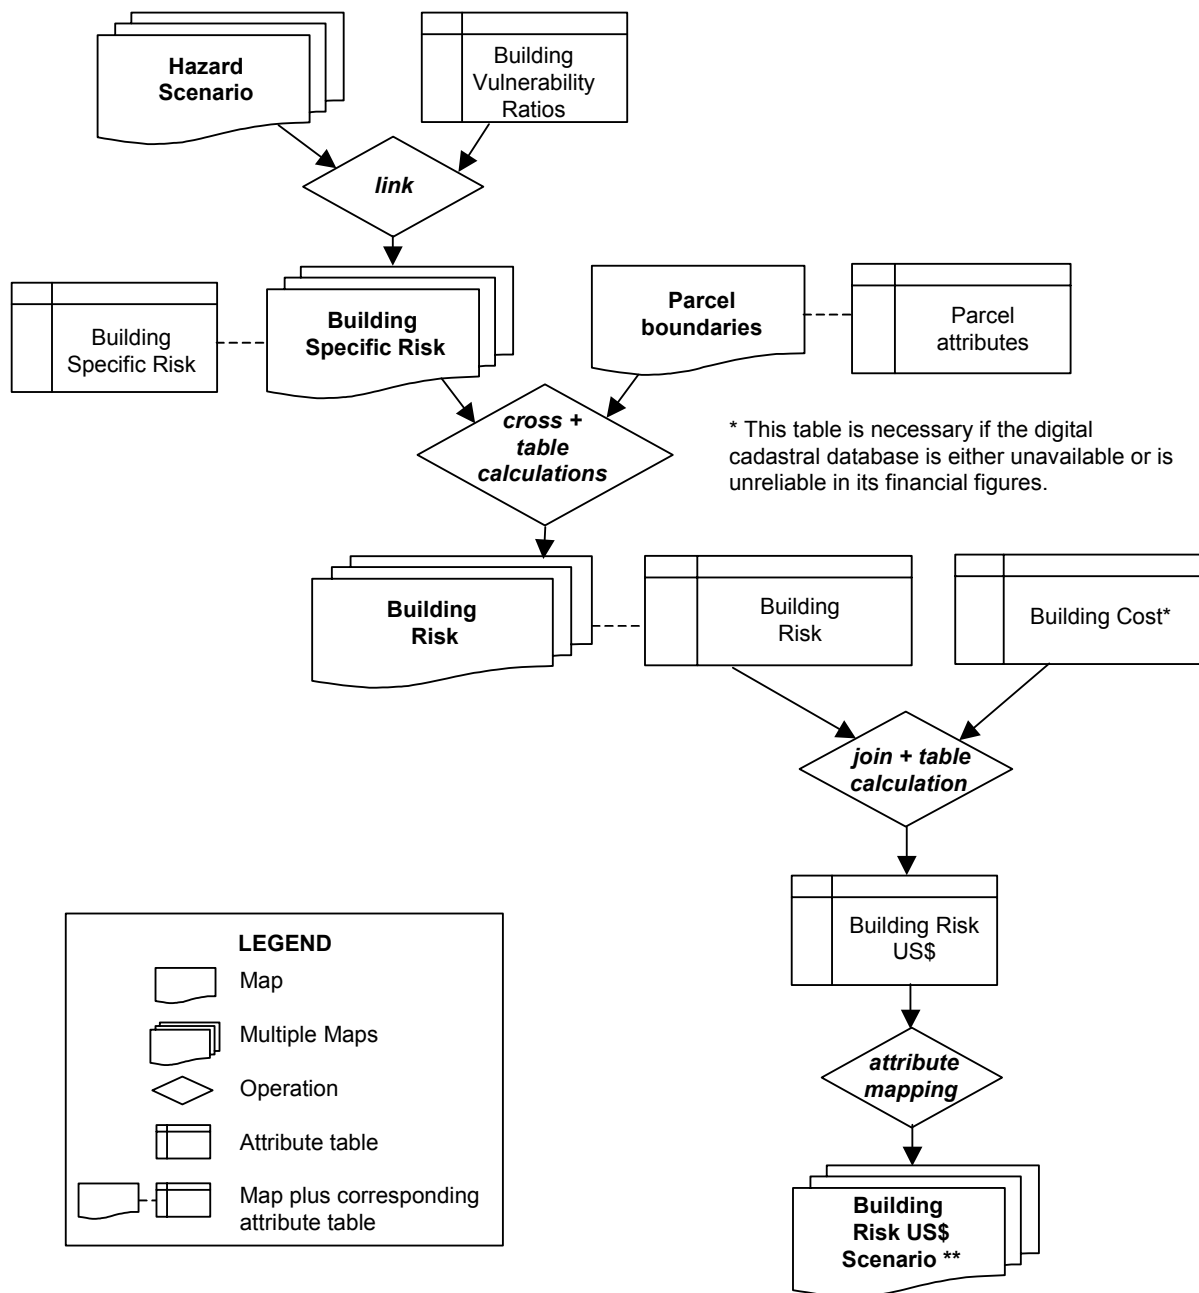 Hazard
Scenario
Building
Vulnerability
Ratios
link
Building
Specific Risk
Building
Specific Risk
Parcel
boundaries
Parcel
attributes
cross +
table
calculations
* This table is necessary if the digital
cadastral database is either unavailable or is
unreliable in its financial figures.
Building
Risk
Building
Risk
Building Cost*
join + table
calculation
Building Risk
US$
attribute
mapping
Building
Risk US$
Scenario **
LEGEND
Map
Multiple Maps
Operation
Attribute table
Map plus corresponding
attribute table